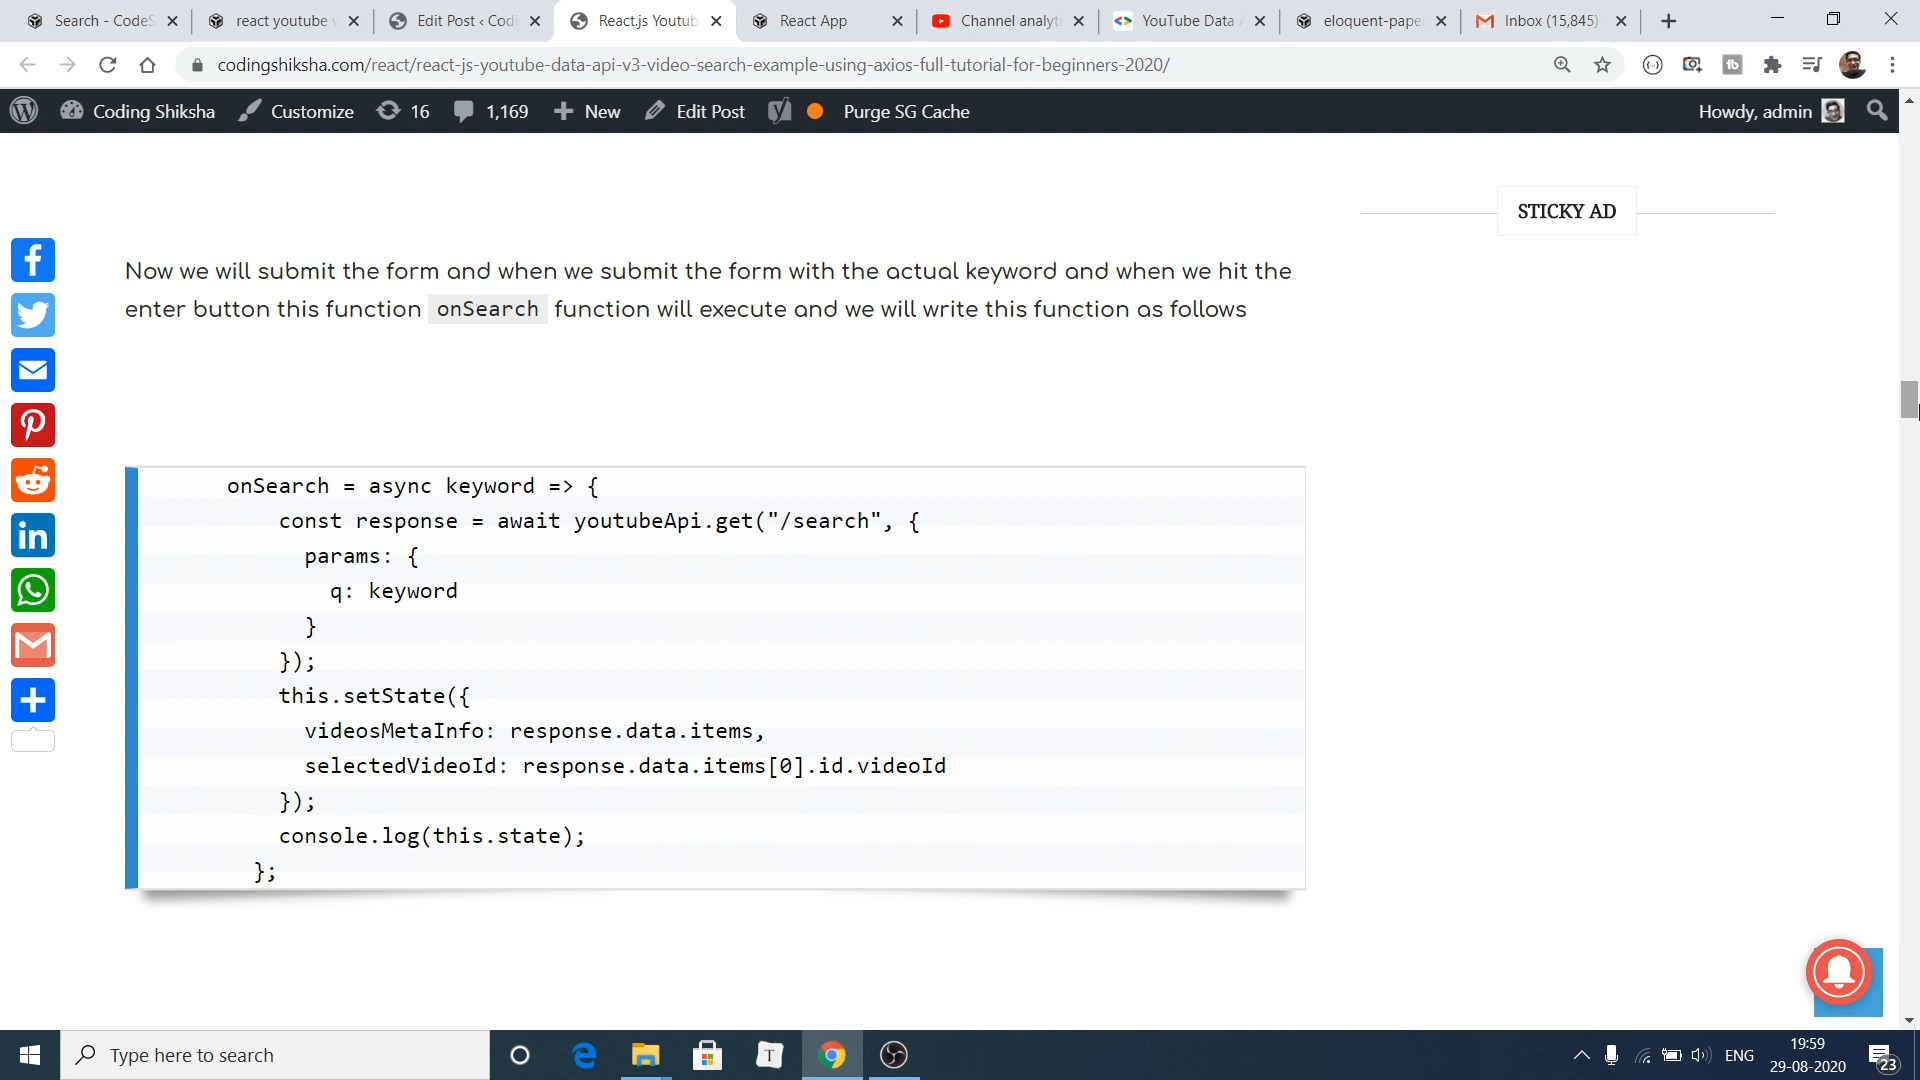 Search - CodeS
react youtube v
Edit Post ‹ Codi
React.js Youtub
React App
Channel analyti
YouTube Data A
eloquent-pape
Inbox (15,845)
codingshiksha.com/react/react-js-youtube-data-api-v3-video-search-example-using-axios-full-tutorial-for-beginners-2020/
Coding Shiksha
Customize
16
1,169
New
Edit Post
Purge SG Cache
Howdy, admin
STICKY AD
Now we will submit the form and when we submit the form with the actual keyword and when we hit the
enter button this function onSearch function will execute and we will write this function as follows
onSearch = async keyword => {
const response = await youtubeApi.get("/search", {
params: {
q: keyword
}
});
this.setState({
videosMetaInfo: response.data.items,
selectedVideoId: response.data.items[0].id.videoId
});
console.log(this.state);
};
Type here to search
ENG
19:59
29-08-2020
23